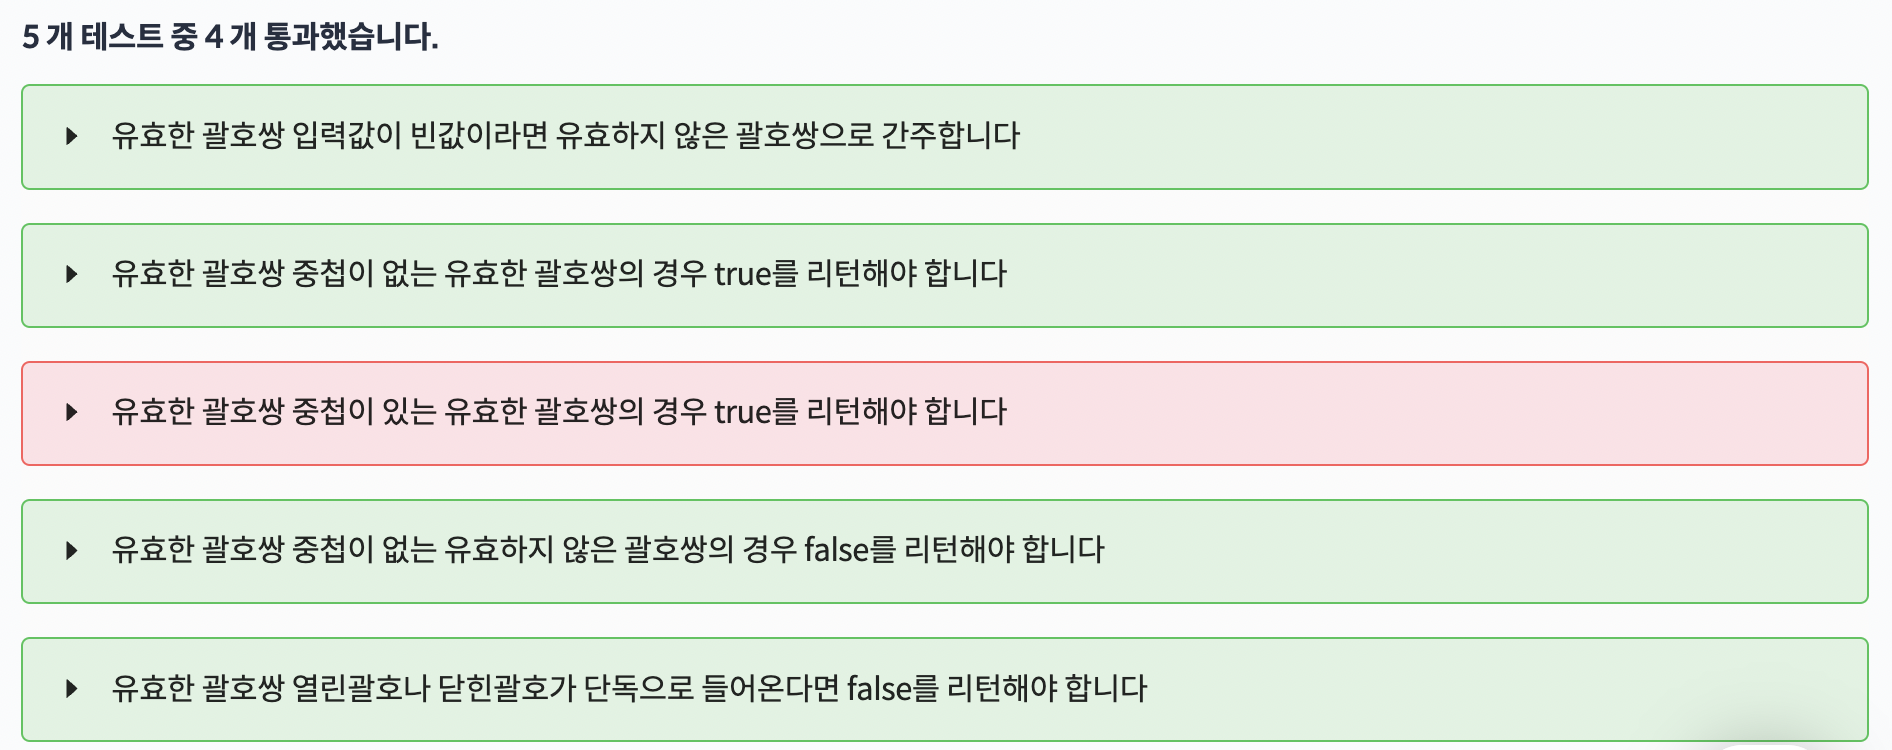 5 개 테스트 중 4 개 통과했습니다.
유효한 괄호쌍 입력값이 빈값이라면 유효하지 않은 괄호쌍으로 간주합니다
유효한 괄호쌍 중첩이 없는 유효한 괄호쌍의 경우 true를 리턴해야 합니다
유효한 괄호쌍 중첩이 있는 유효한 괄호쌍의 경우 true를 리턴해야 합니다
유효한 괄호쌍 중첩이 없는 유효하지 않은 괄호쌍의 경우 false를 리턴해야 합니다
유효한 괄호쌍 열린괄호나 닫힌괄호가 단독으로 들어온다면 false를 리턴해야 합니다